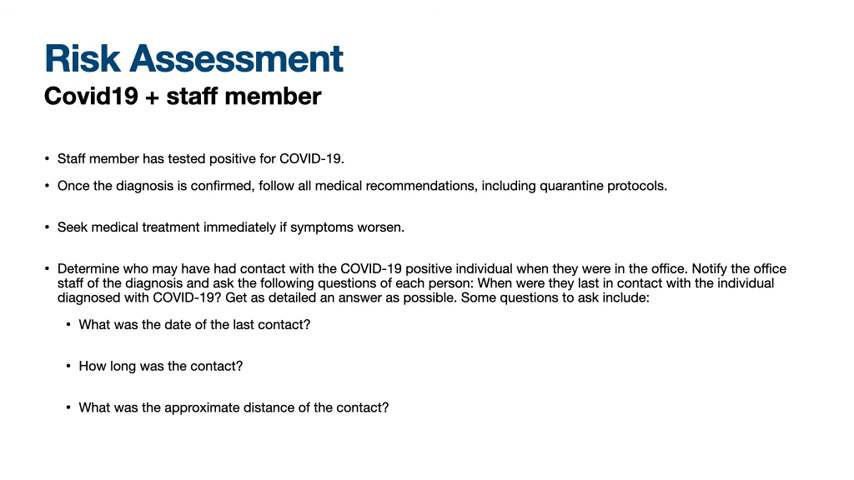 Risk Assessment
Covid19 + staff member
• Staff member has tested positive for COVID-19.
• Once the diagnosis is confirmed, follow all medical recommendations, including quarantine protocols.
• Seek medical treatment immediately if symptoms worsen.
• Determine who may have had contact with the COVID-19 positive individual when they were in the office. Notify the office
staff of the diagnosis and ask the following questions of each person: When were they last in contact with the individual
diagnosed with COVID-19? Get as detailed an answer as possible. Some questions to ask include:
• What was the date of the last contact?
• How long was the contact?
• What was the approximate distance of the contact?